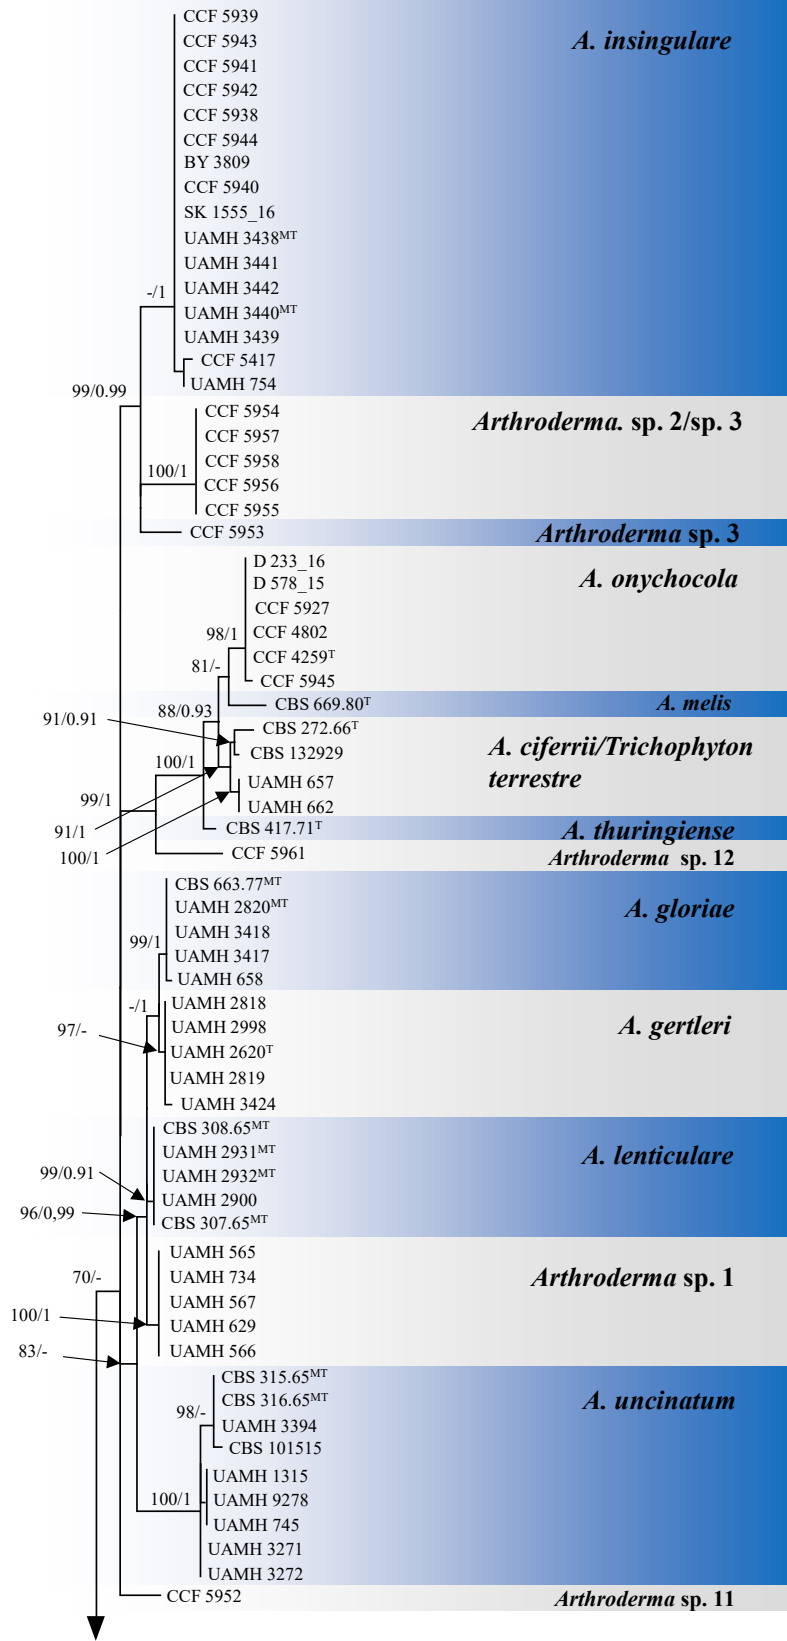 CCF 5939
A. insingulare
CCF 5943
CCF 5941
CCF 5942
CCF 5938
CCF 5944
BY 3809
CCF 5940
SK 1555_16
UAMH 3438MT
UAMH 3441
UAMH 3442
-/1
UAMH 3440MT
UAMH 3439
CCF 5417
UAMH 754
99/0.99
CCF 5954
Arthroderma. sp. 2/sp. 3
CCF 5957
CCF 5958
100/1
CCF 5956
CCF 5955
CCF 5953
Arthroderma sp. 3
D 233_16
A. onychocola
D 578_15
CCF 5927
98/1
CCF 4802
CCF 4259T
81/-
CCF 5945
CBS 669.80T
A. melis
88/0.93
91/0.91
CBS 272.66T
A. ciferrii/Trichophyton
terrestre
CBS 132929
100/1
UAMH 657
99/1
UAMH 662
91/1
CBS 417.71T
A. thuringiense
100/1
CCF 5961
Arthroderma sp. 12
CBS 663.77MT
A. gloriae
UAMH 2820MT
UAMH 3418
99/1
UAMH 3417
UAMH 658
-/1
UAMH 2818
A. gertleri
97/-
UAMH 2998
UAMH 2620T
UAMH 2819
UAMH 3424
CBS 308.65MT
A. lenticulare
UAMH 2931MT
99/0.91
UAMH 2932MT
UAMH 2900
96/0,99
CBS 307.65MT
UAMH 565
Arthroderma sp. 1
70/-
UAMH 734
UAMH 567
100/1
UAMH 629
83/-
UAMH 566
CBS 315.65MT
A. uncinatum
CBS 316.65MT
98/-
UAMH 3394
CBS 101515
UAMH 1315
100/1
UAMH 9278
UAMH 745
UAMH 3271
UAMH 3272
CCF 5952
Arthroderma sp. 11